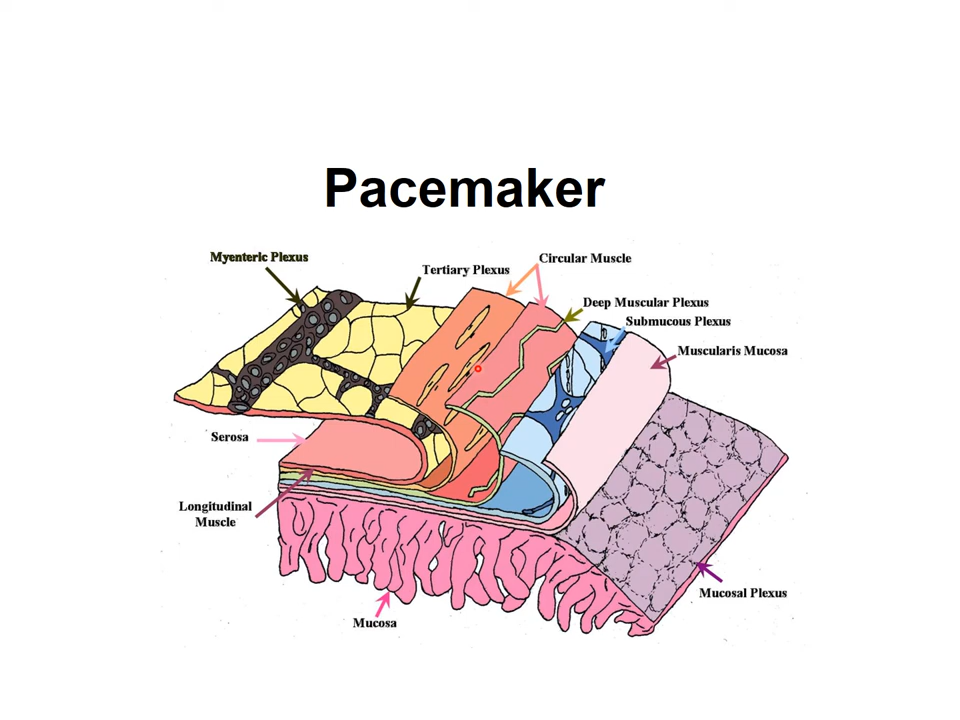 Pacemaker
Myenteric Plexus
Tertiary Plexus
Circular Muscle
Deep Muscular Plexus
Submucous Plexus
Muscularis Mucosa
Serosa
Longitudinal
Muscle
Mucosal Plexus
Mucosa